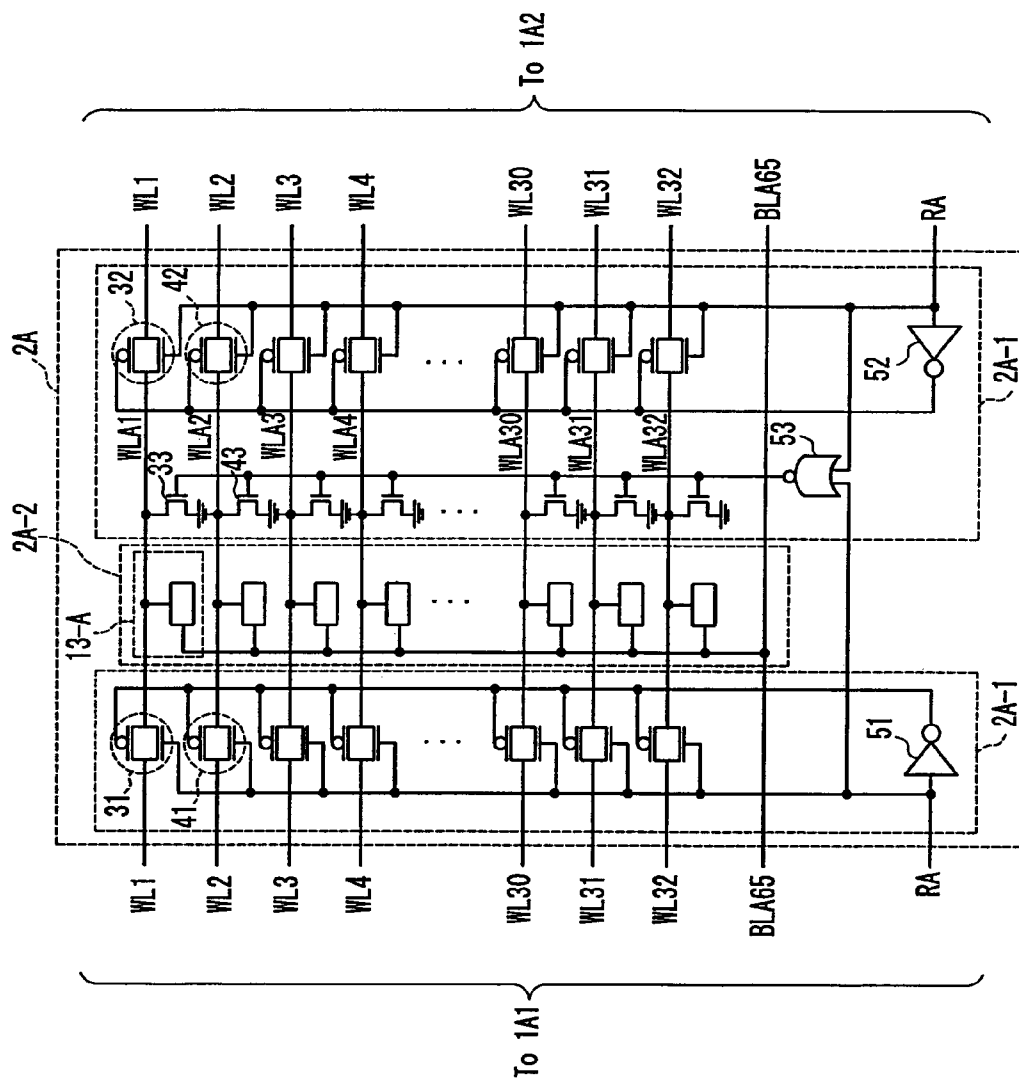 2A
2A-2
13-A
31
41
33
43
32
42
To 1A1
WL1
WL2
WL3
WL4
WL30
WL31
WL32
BLA65
RA
WLA1
WLA2
WLA3
WLA4
WLA30
WLA31
WLA32
WL1
WL2
WL3
WL4
WL30
WL31
WL32
BLA65
RA
To 1A2
51
53
52
2A-1
2A-1